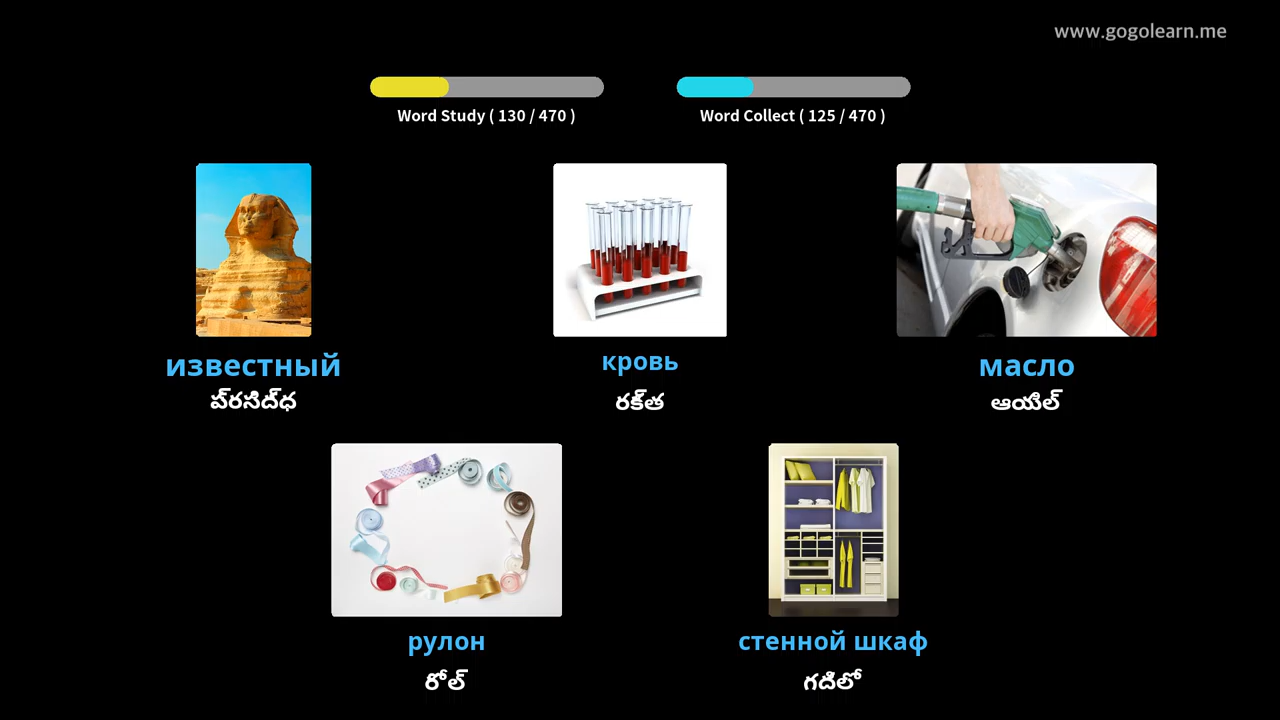 www.gogolearn.me
Word Study ( 130 / 470 )
Word Collect ( 125 / 470 )
известный
ప్రసిద్ధ
кровь
రక్త
масло
ఆయిల్
рулон
రోల్
стенной шкаф
గదిలో